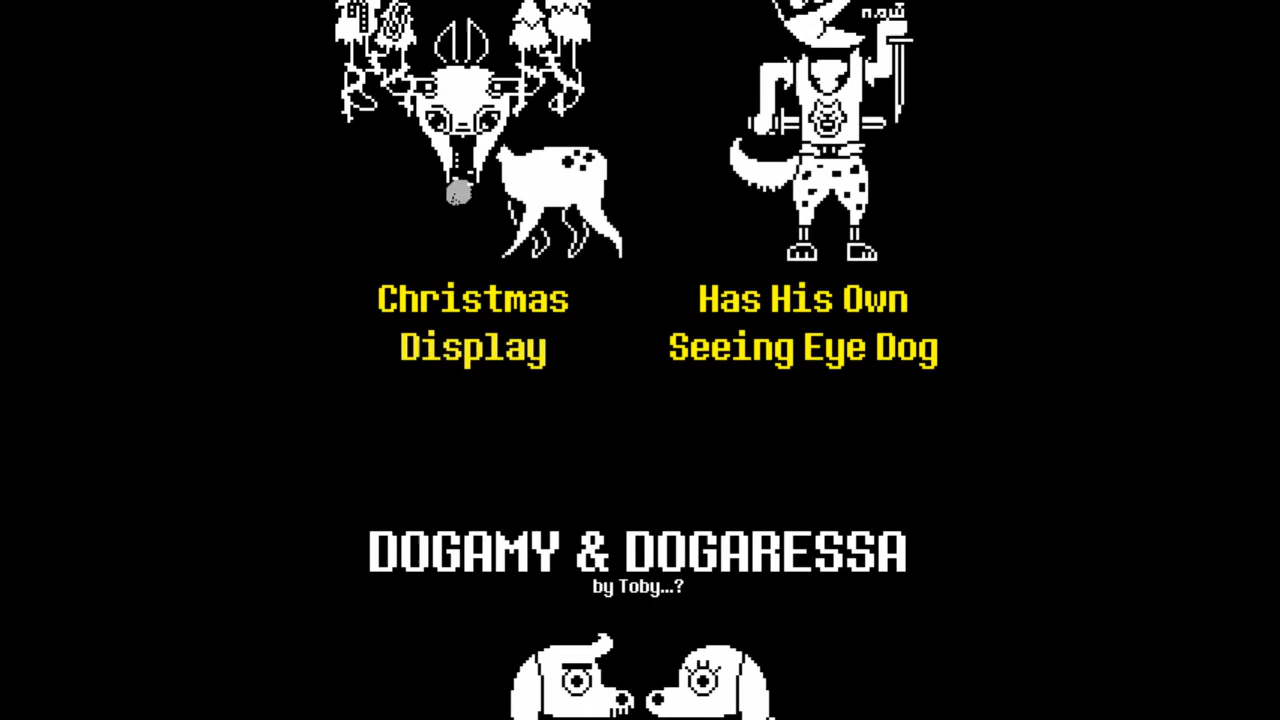 Christmas
Display
Has His Own
Seeing Eye Dog
DOGAMY & DOGARESSA
by Toby...?